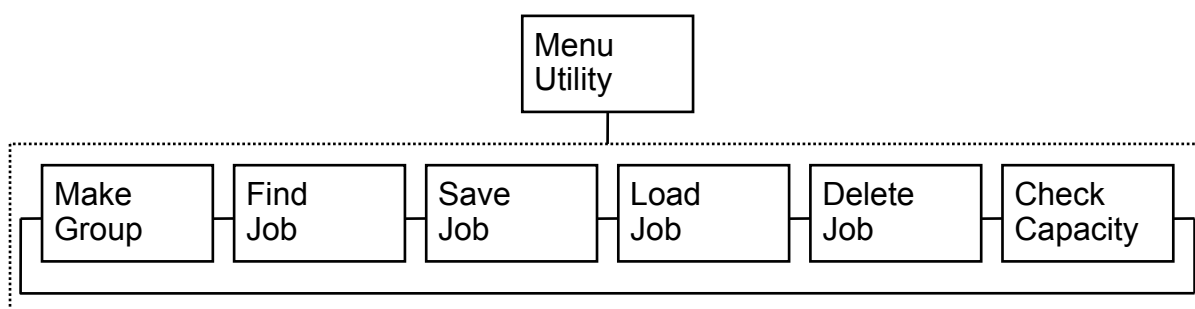 Menu
Utility
Make
Group
Find
Job
Save
Job
Load
Job
Delete
Job
Check
Capacity